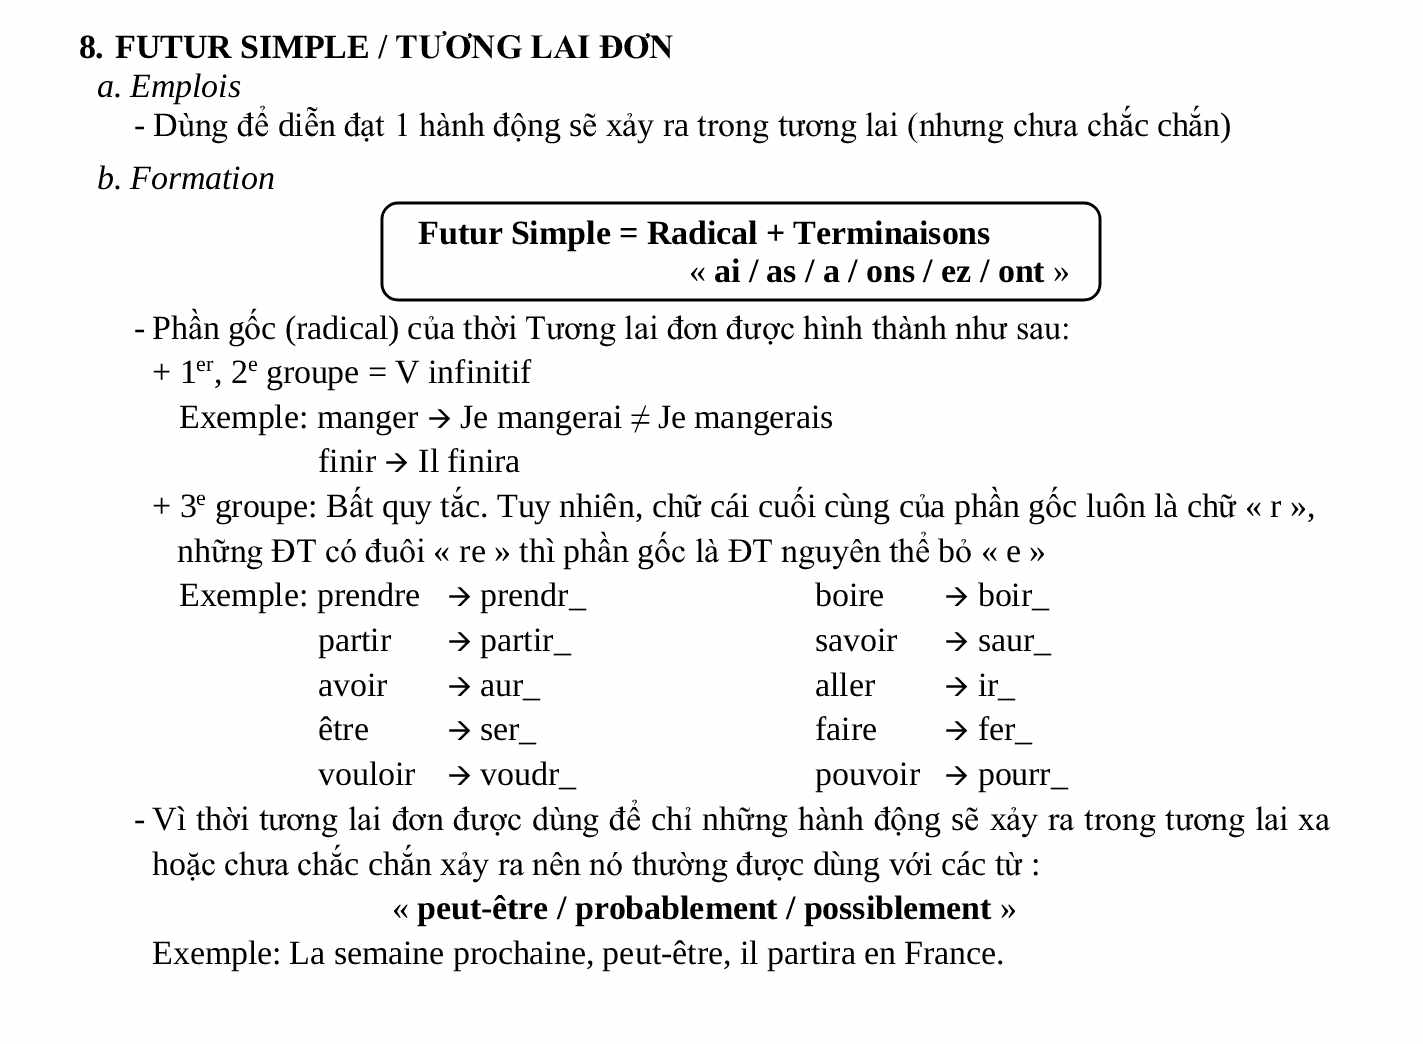 8. FUTUR SIMPLE / TƯƠNG LAI ĐƠN
a. Emplois
- Dùng để diễn đạt 1 hành động sẽ xảy ra trong tương lai (nhưng chưa chắc chắn)
b. Formation
Futur Simple = Radical + Terminaisons
« ai / as / a / ons / ez / ont »
- Phần gốc (radical) của thời Tương lai đơn được hình thành như sau:
+ 1er, 2e groupe = V infinitif
Exemple: manger → Je mangerai ≠ Je mangerais
finir → Il finira
+ 3e groupe: Bất quy tắc. Tuy nhiên, chữ cái cuối cùng của phần gốc luôn là chữ « r »,
những ĐT có đuôi « re » thì phần gốc là ĐT nguyên thể bỏ « e »
Exemple: prendre → prendr_ boire → boir_
partir → partir_ savoir → saur_
avoir → aur_ aller → ir_
être → ser_ faire → fer_
vouloir → voudr_ pouvoir → pourr_
- Vì thời tương lai đơn được dùng để chỉ những hành động sẽ xảy ra trong tương lai xa
hoặc chưa chắc chắn xảy ra nên nó thường được dùng với các từ :
« peut-être / probablement / possiblement »
Exemple: La semaine prochaine, peut-être, il partira en France.